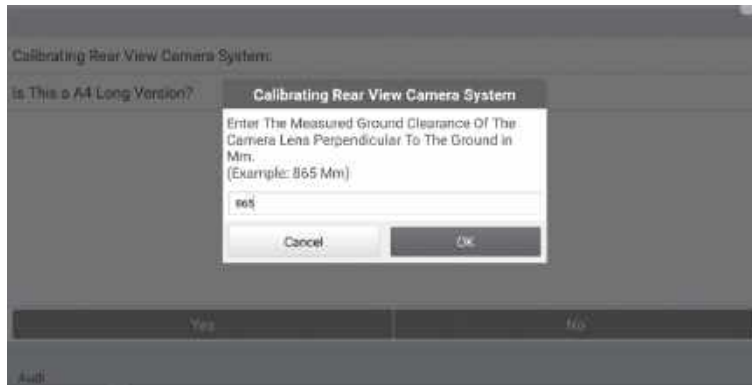 Calibrating Rear View Camera System:
Is This a A4 Long Version?
Calibrating Rear View Camera System
Enter The Measured Ground Clearance Of The
Camera Lens Perpendicular To The Ground in
Mm.
(Example: 865 Mm)
865
Cancel
OK
Yes
No
Audi